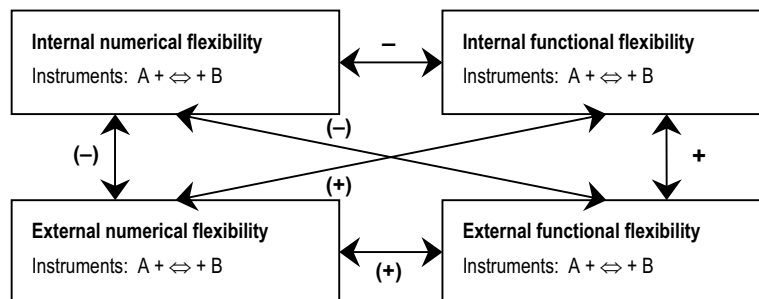 Internal numerical flexibility
Instruments: A + ⇔ + B
–
Internal functional flexibility
Instruments: A + ⇔ + B
(–)
(–)
(+)
+
External numerical flexibility
Instruments: A + ⇔ + B
(+)
External functional flexibility
Instruments: A + ⇔ + B